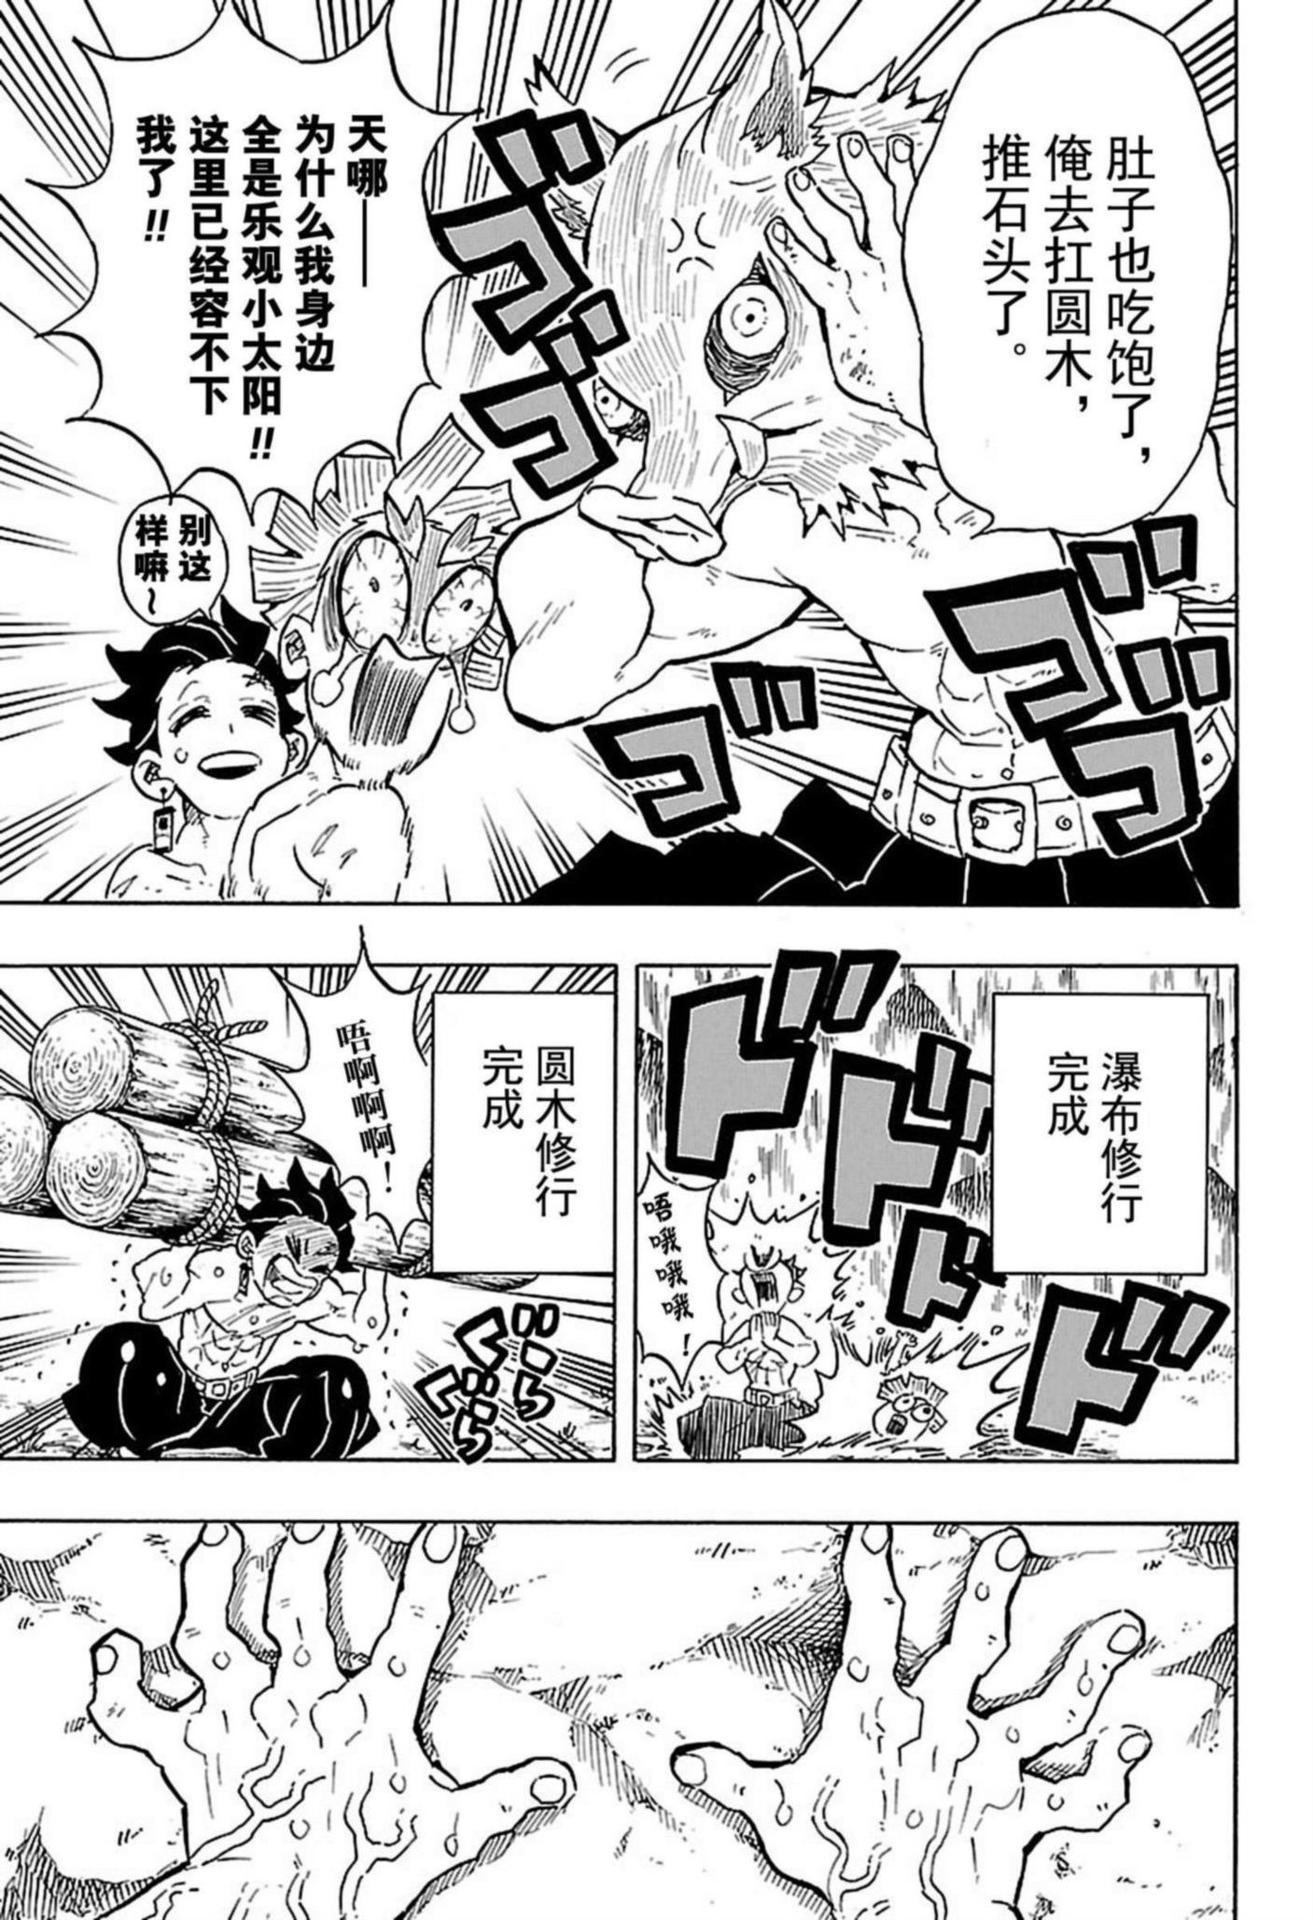 肚子也吃饱了，
俺去扛圆木，
推石头了。
ゴゴゴ
ゴゴゴ
天哪——
为什么我身边
全是乐观小太阳!!
这里已经容不下
我了!!
别这
样嘛~
瀑布修行
完成
ドドドド
唔哦哦哦!
圆木修行
完成
唔啊啊啊!
ぐらぐら